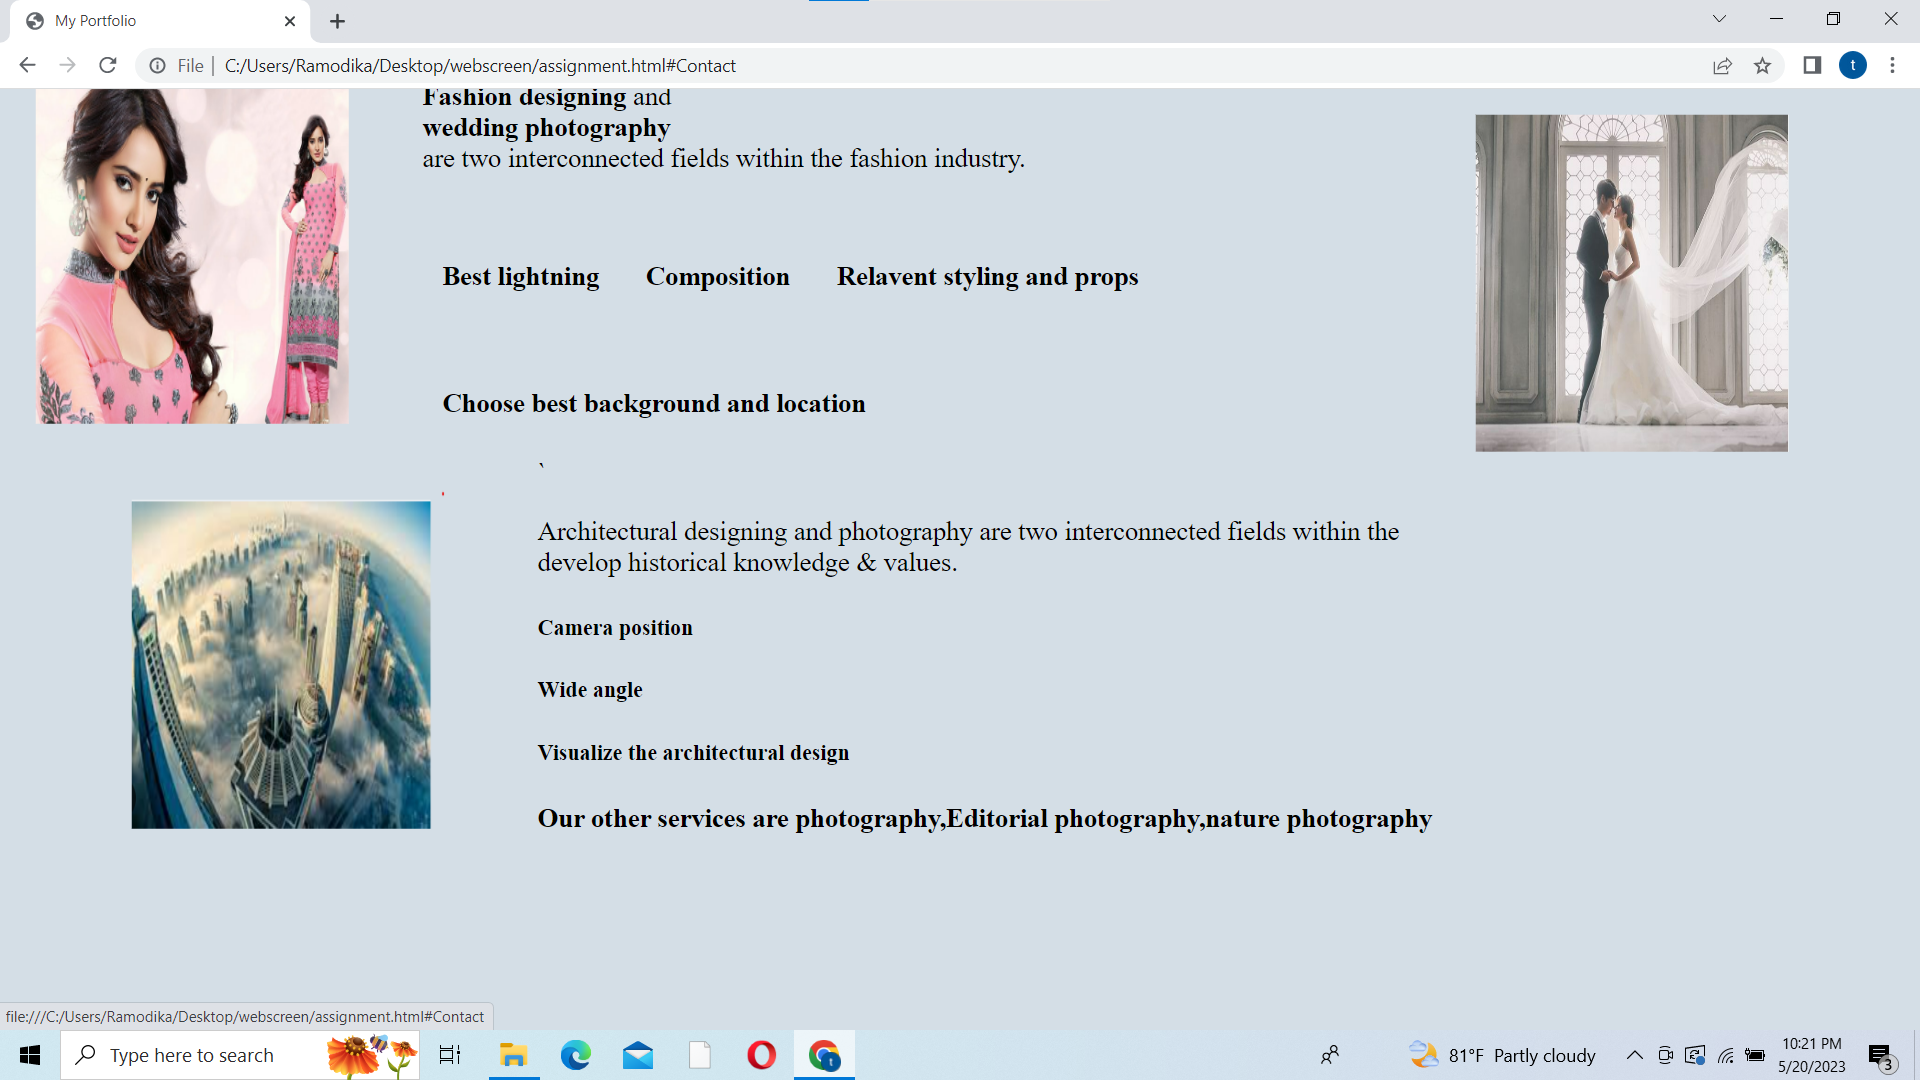 My Portfolio
File
C:/Users/Ramodika/Desktop/webscreen/assignment.html#Contact
t
Fashion designing and
wedding photography
are two interconnected fields within the fashion industry.
Best lightning Composition Relavent styling and props
Choose best background and location
`
Architectural designing and photography are two interconnected fields within the
develop historical knowledge & values.
Camera position
Wide angle
Visualize the architectural design
Our other services are photography,Editorial photography,nature photography
file:///C:/Users/Ramodika/Desktop/webscreen/assignment.html#Contact
Type here to search
t
81°F Partly cloudy
10:21 PM
5/20/2023
3